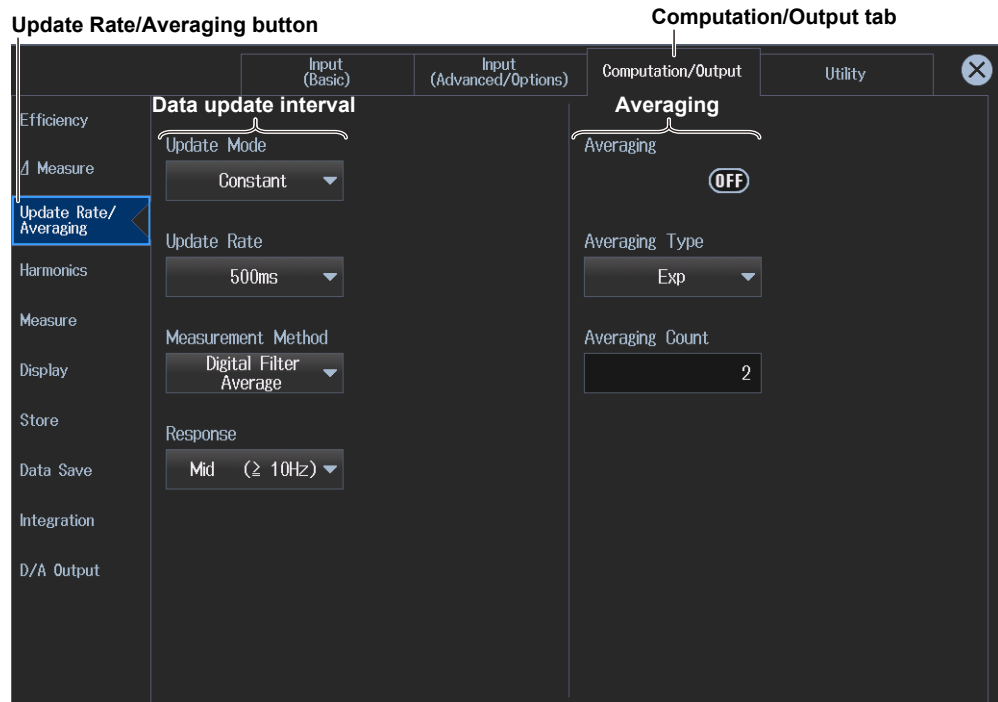 Update Rate/Averaging button
Computation/Output tab
Input
(Basic)
Input
(Advanced/Options)
Computation/Output
Utility
Efficiency
⊿ Measure
Update Rate/
Averaging
Harmonics
Measure
Display
Store
Data Save
Integration
D/A Output
Data update interval
Update Mode
Constant
Update Rate
500ms
Measurement Method
Digital Filter
Average
Response
Mid (≧ 10Hz)
Averaging
Averaging
OFF
Averaging Type
Exp
Averaging Count
2